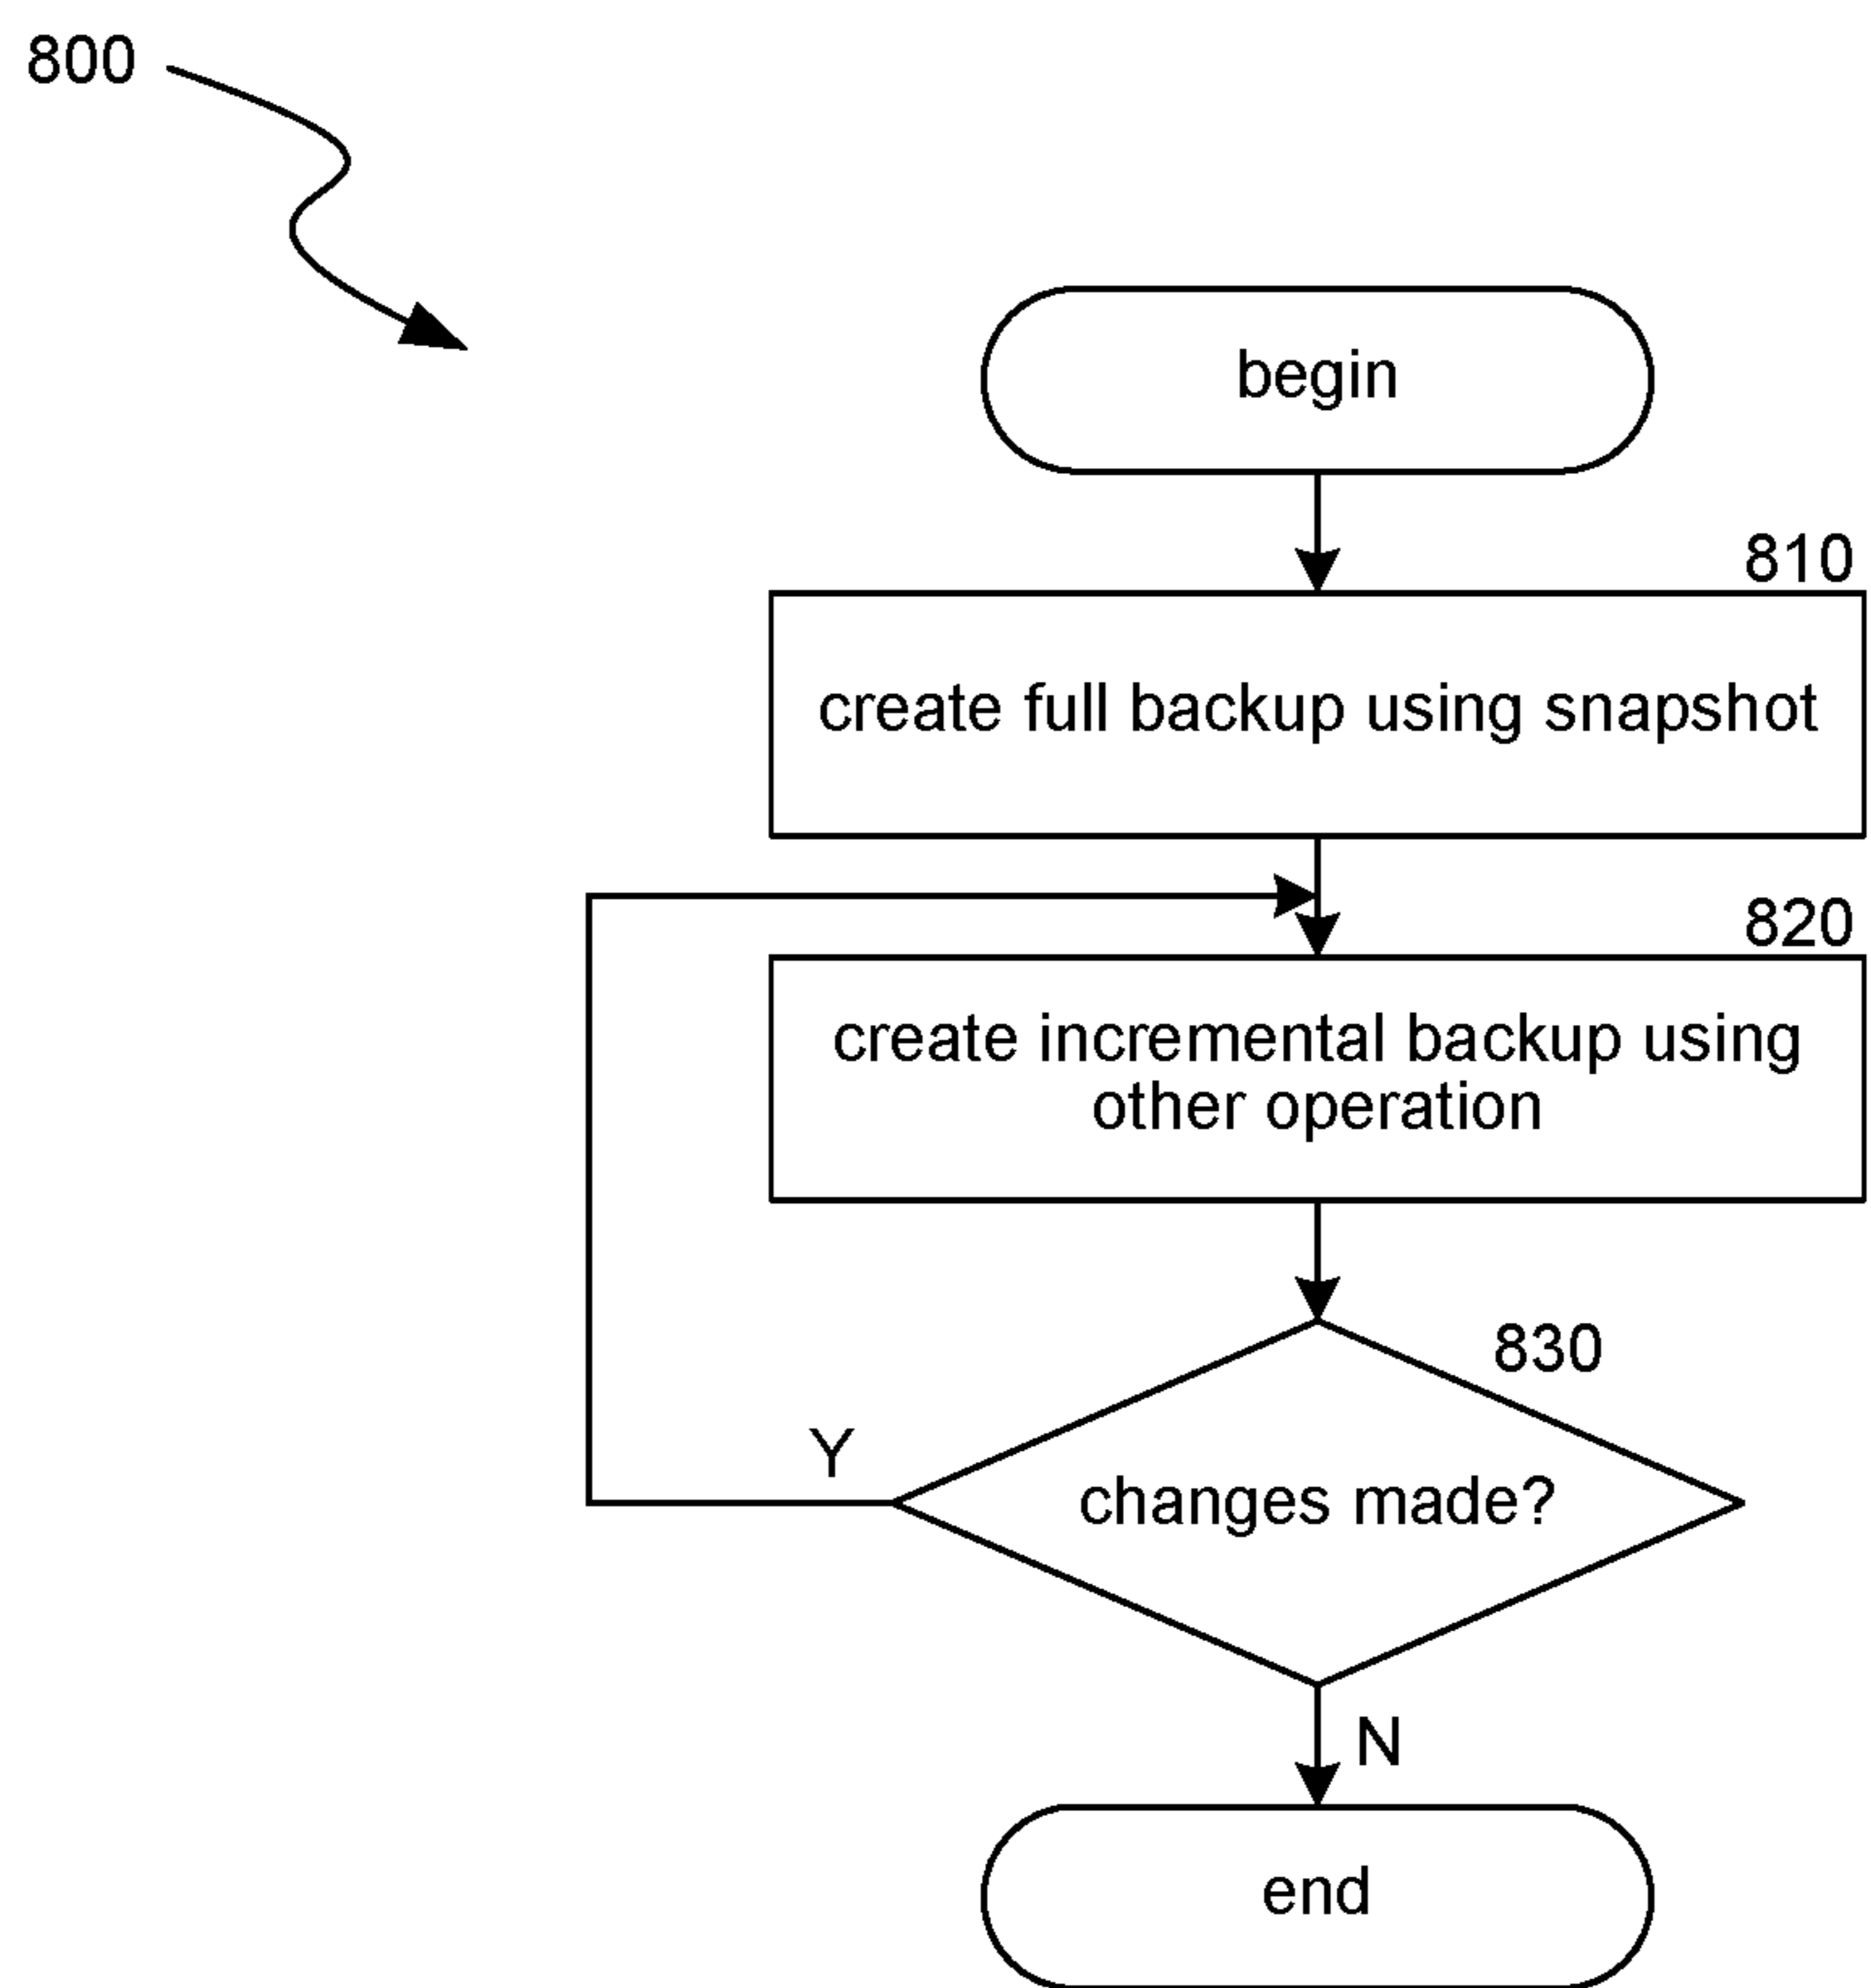 800
begin
810
create full backup using snapshot
820
create incremental backup using
other operation
830
Y
changes made?
N
end